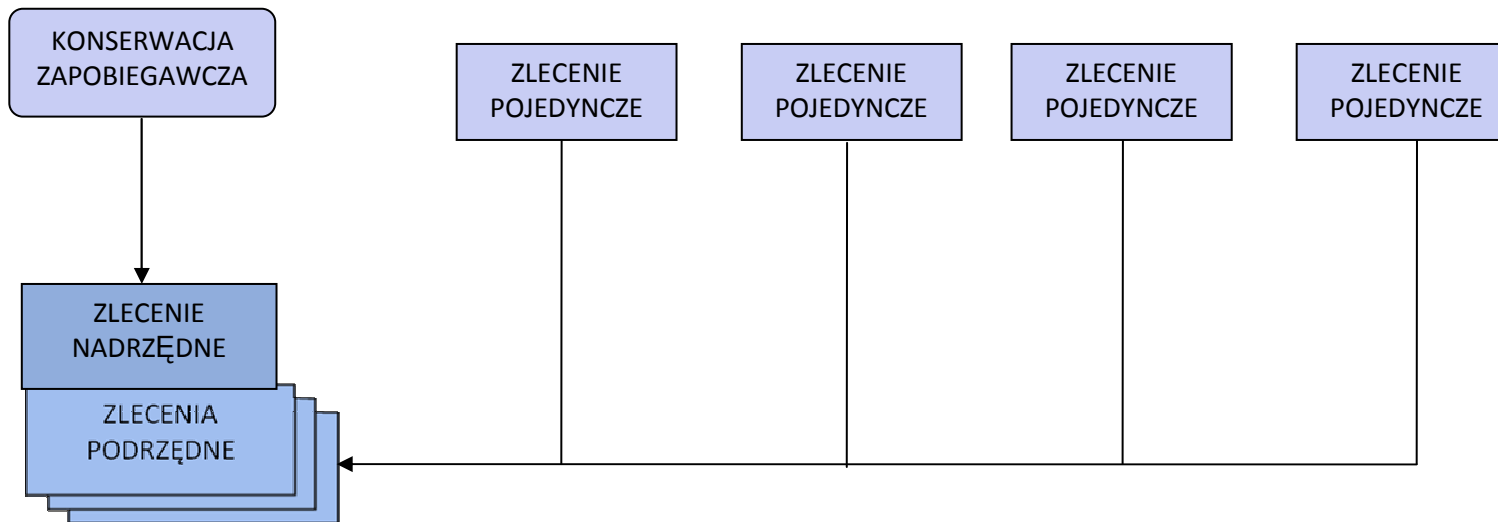 KONSERWACJA
ZAPOBIEGAWCZA
ZLECENIE
POJEDYNCZE
ZLECENIE
POJEDYNCZE
ZLECENIE
POJEDYNCZE
ZLECENIE
POJEDYNCZE
ZLECENIE
NADRZĘDNE
ZLECENIA
PODRZĘDNE